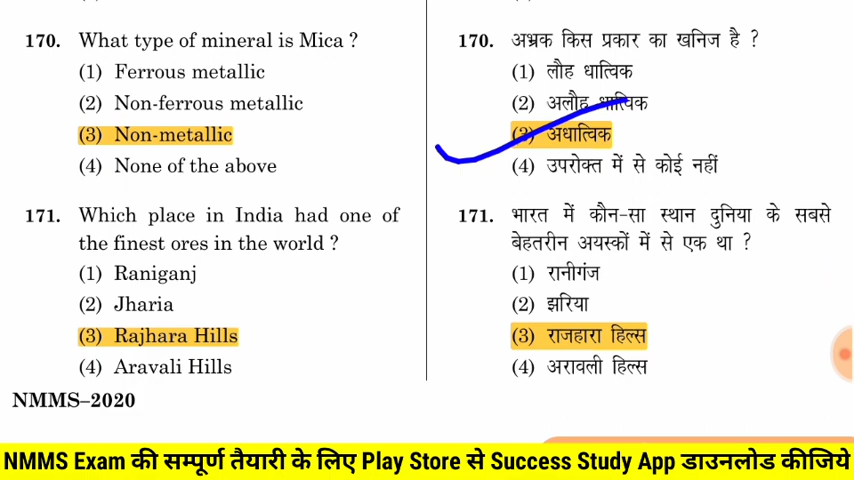 170. What type of mineral is Mica ?
(1) Ferrous metallic
(2) Non-ferrous metallic
(3) Non-metallic
(4) None of the above
171. Which place in India had one of
the finest ores in the world ?
(1) Raniganj
(2) Jharia
(3) Rajhara Hills
(4) Aravali Hills
NMMS–2020
170. अभ्रक किस प्रकार का खनिज है ?
(1) लौह धात्विक
(2) अलौह धात्विक
(3) अधात्विक
(4) उपरोक्त में से कोई नहीं
171. भारत में कौन-सा स्थान दुनिया के सबसे
बेहतरीन अयस्कों में से एक था ?
(1) रानीगंज
(2) झरिया
(3) राजहारा हिल्स
(4) अरावली हिल्स
NMMS Exam की सम्पूर्ण तैयारी के लिए Play Store से Success Study App डाउनलोड कीजिये